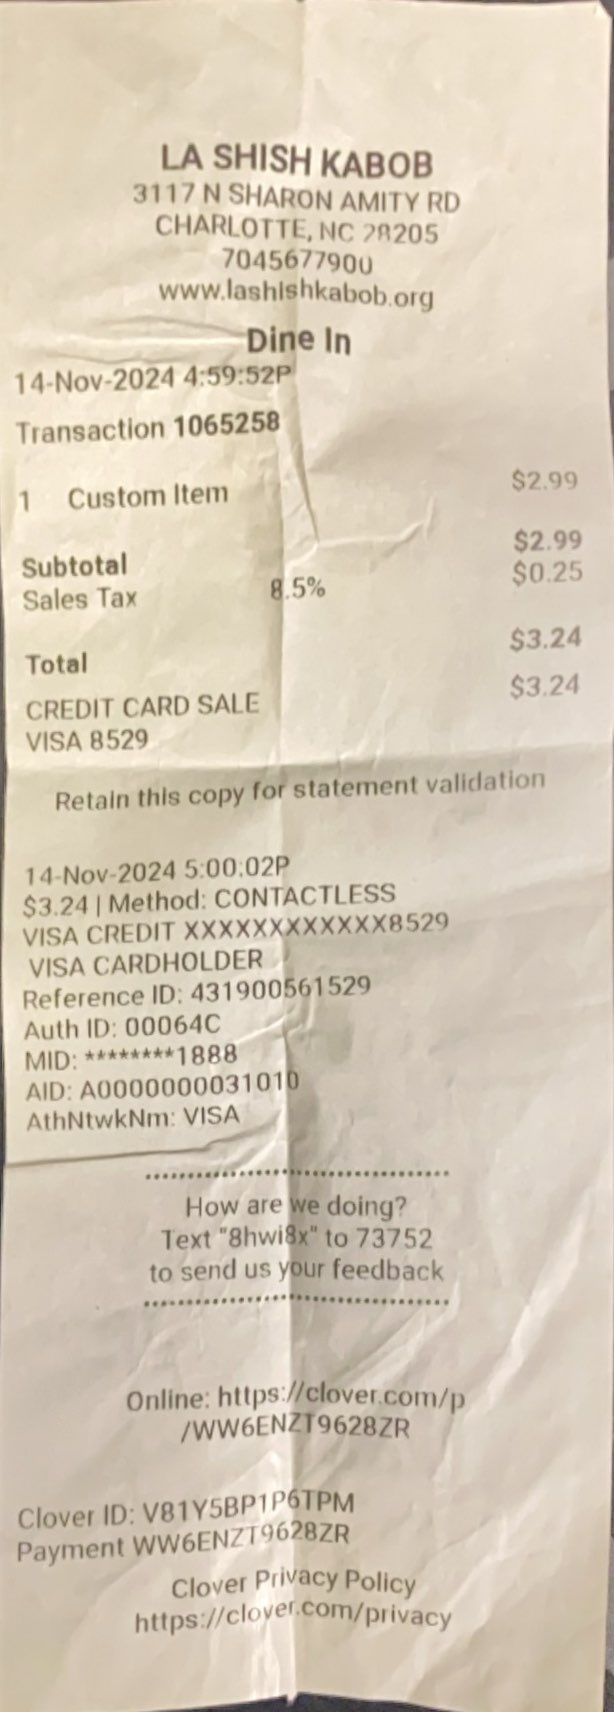 LA SHISH KABOB
3117 N SHARON AMITY RD
CHARLOTTE, NC 28205
7045677900
www.lashishkabob.org
Dine In
14-Nov-2024 4:59:52P
Transaction 1065258
1 Custom Item $2.99
Subtotal $2.99
Sales Tax 8.5% $0.25
Total $3.24
CREDIT CARD SALE $3.24
VISA 8529
Retain this copy for statement validation
14-Nov-2024 5:00:02P
$3.24 | Method: CONTACTLESS
VISA CREDIT XXXXXXXXXXXX8529
VISA CARDHOLDER
Reference ID: 431900561529
Auth ID: 00064C
MID: ********1888
AID: A0000000031010
AthNtwkNm: VISA
How are we doing?
Text "8hwi8x" to 73752
to send us your feedback
Online: https://clover.com/p
/WW6ENZT9628ZR
Clover ID: V81Y5BP1P6TPM
Payment WW6ENZT9628ZR
Clover Privacy Policy
https://clover.com/privacy